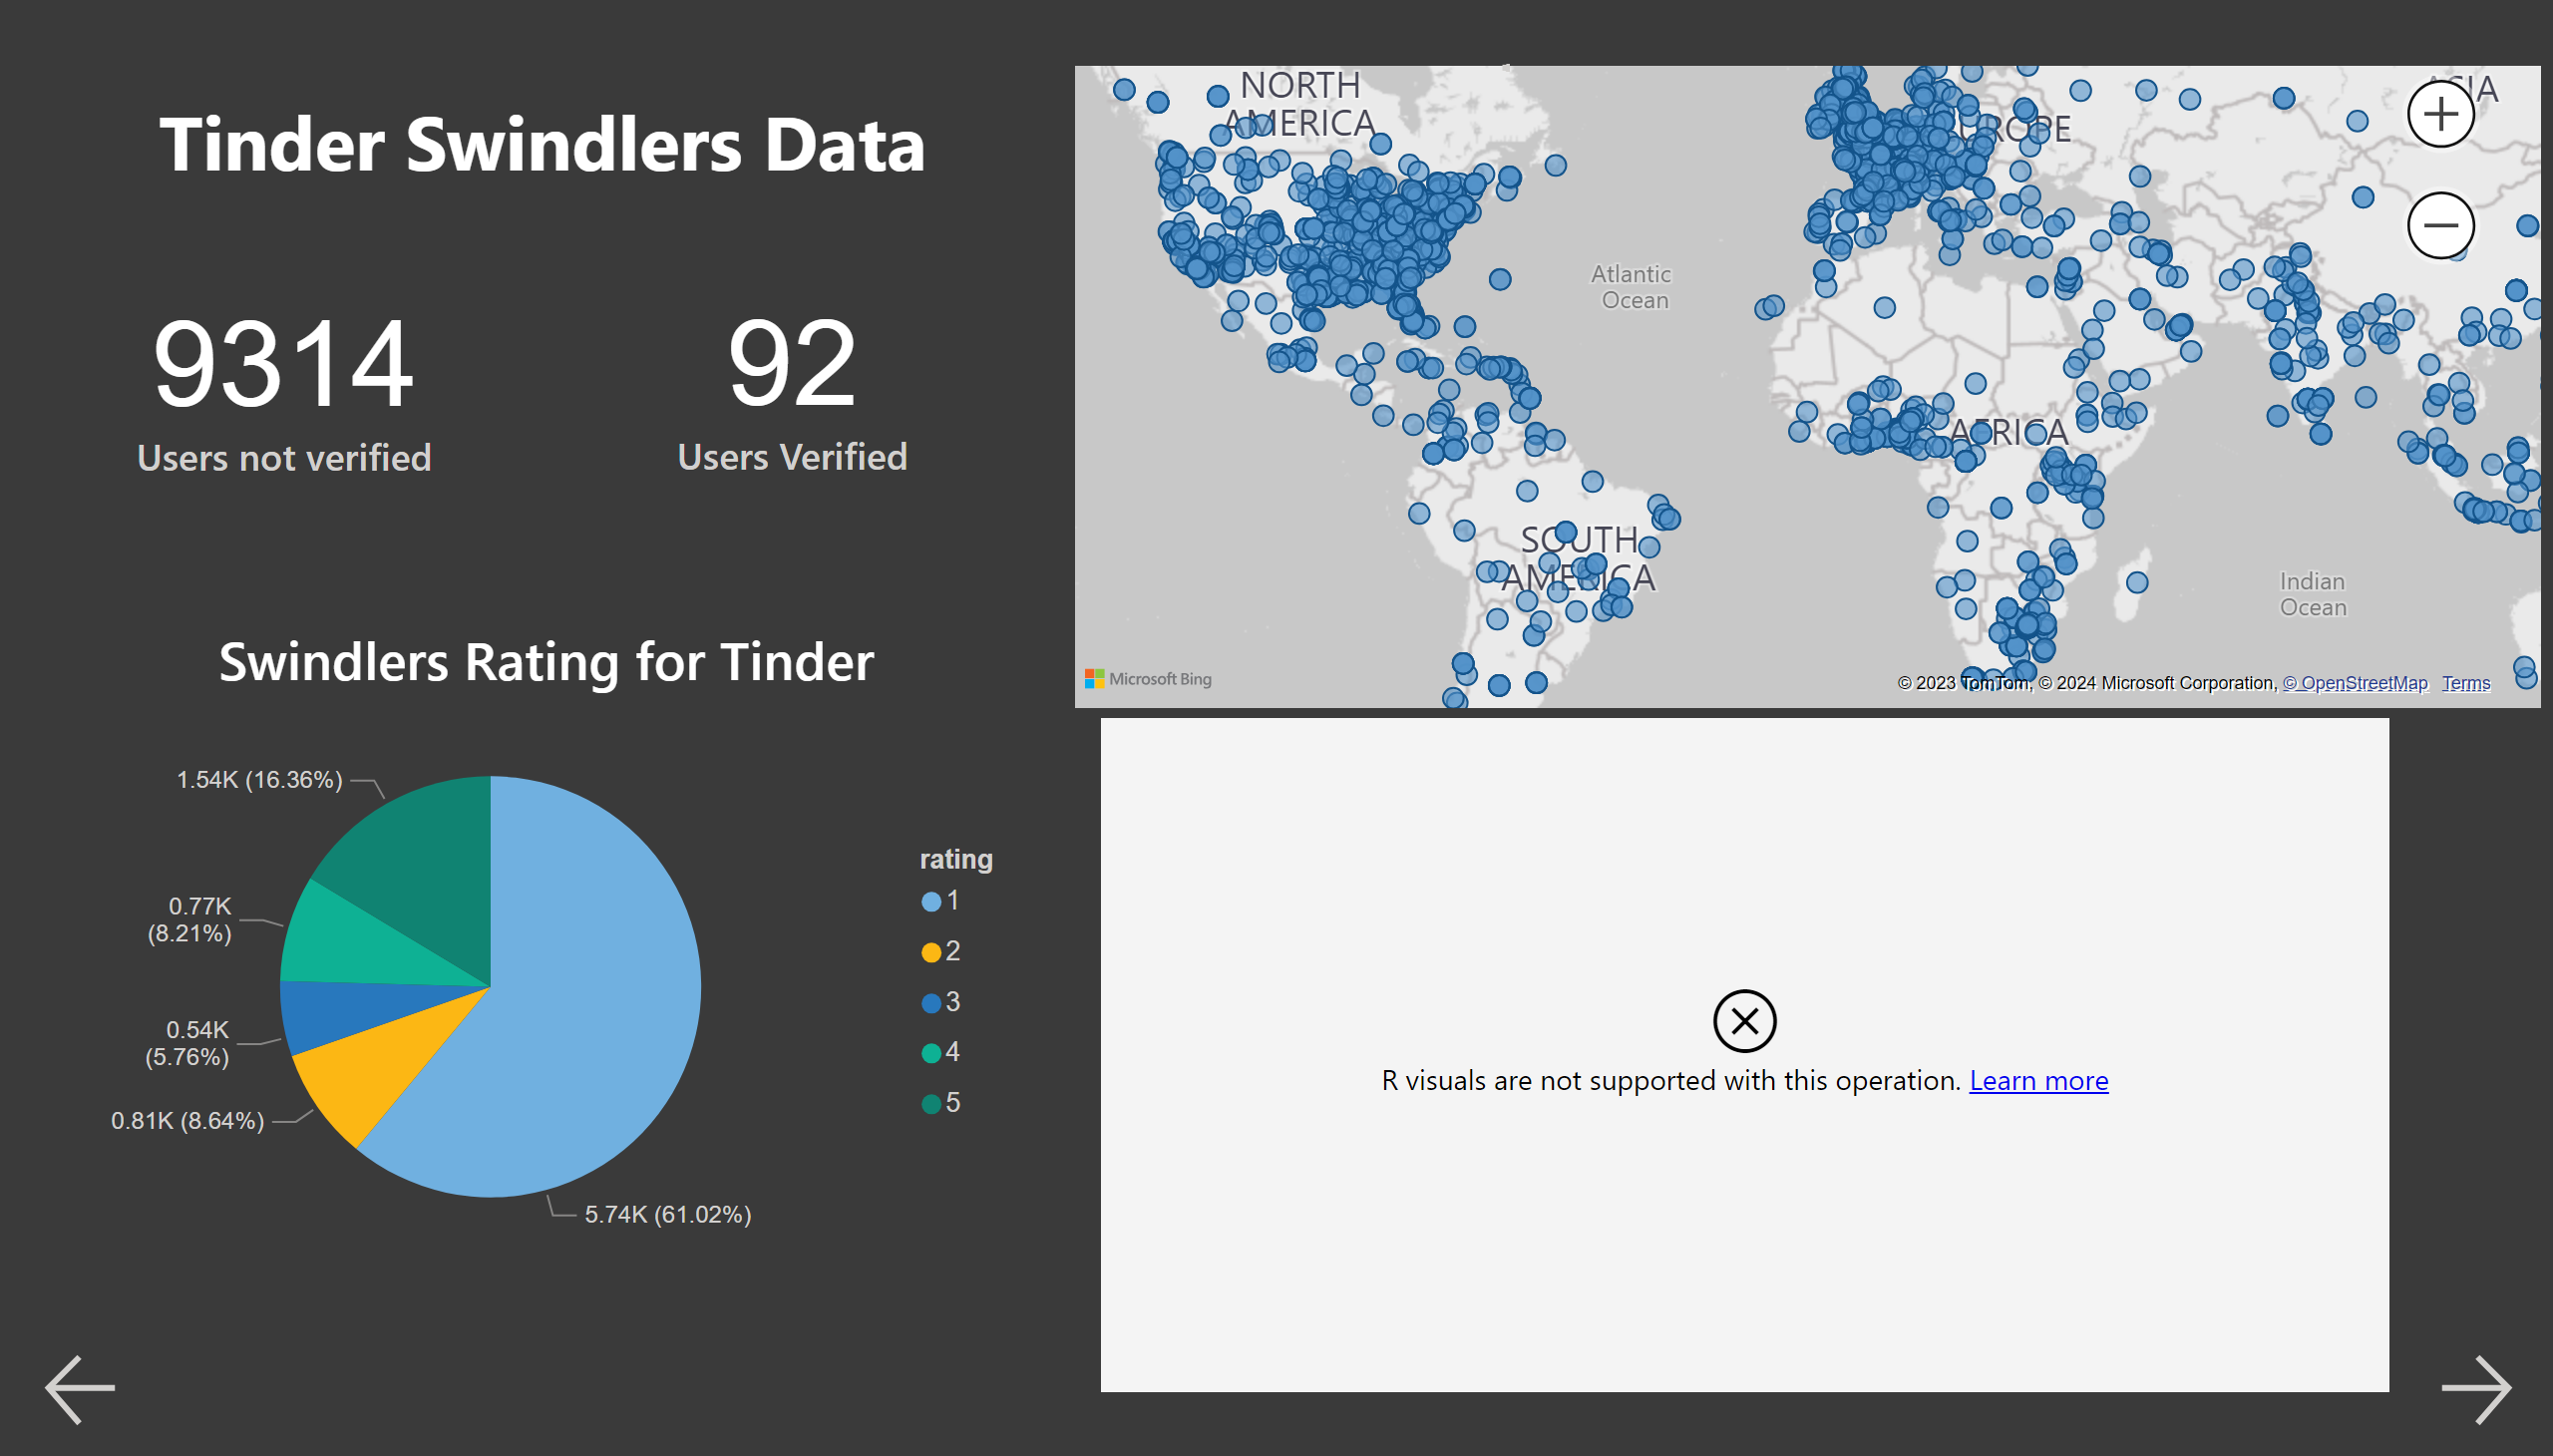 Tinder Swindlers Data
9314
Users not verified
92
Users Verified
Swindlers Rating for Tinder
1.54K (16.36%)
0.77K
(8.21%)
0.54K
(5.76%)
0.81K (8.64%)
5.74K (61.02%)
rating
1
2
3
4
5
NORTH
AMERICA
Atlantic
Ocean
SOUTH
AMERICA
EUROPE
AFRICA
ASIA
Indian
Ocean
Microsoft Bing
© 2023 TomTom, © 2024 Microsoft Corporation, © OpenStreetMap Terms
R visuals are not supported with this operation. Learn more